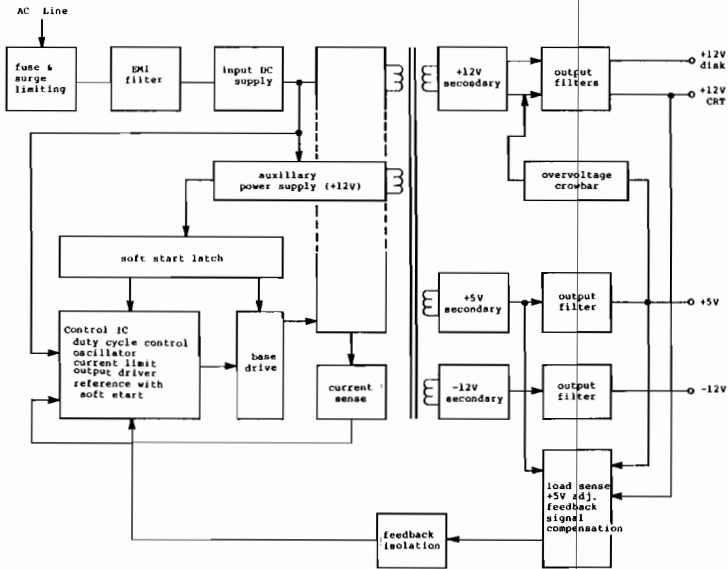 AC Line
fuse &
surge
limiting
EMI
filter
input DC
supply
+12V
secondary
output
filters
+12V
disk
+12V
CRT
auxillary
power supply (+12V)
overvoltage
crowbar
soft start latch
+5V
secondary
output
filter
+5V
Control IC
duty cycle control
oscillator
current limit
output driver
reference with
soft start
base
drive
current
sense
-12V
secondary
output
filter
-12V
load sense
+5V adj.
feedback
signal
compensation
feedback
isolation